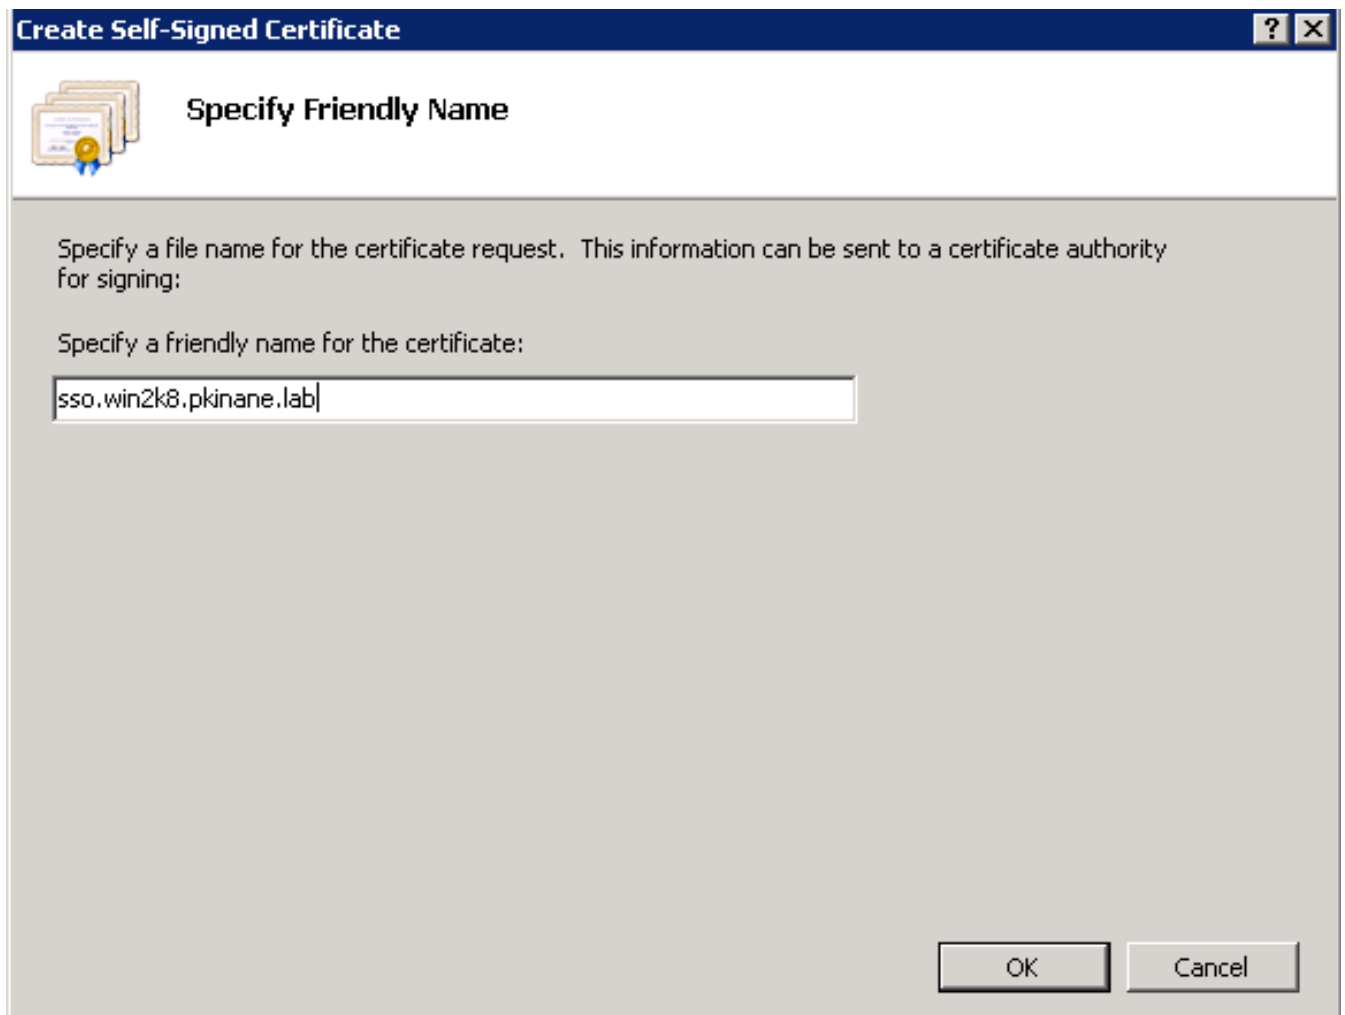 Create Self-Signed Certificate
Specify Friendly Name
Specify a file name for the certificate request.  This information can be sent to a certificate authority
for signing:
Specify a friendly name for the certificate:
sso.win2k8.pkinane.lab
OK
Cancel